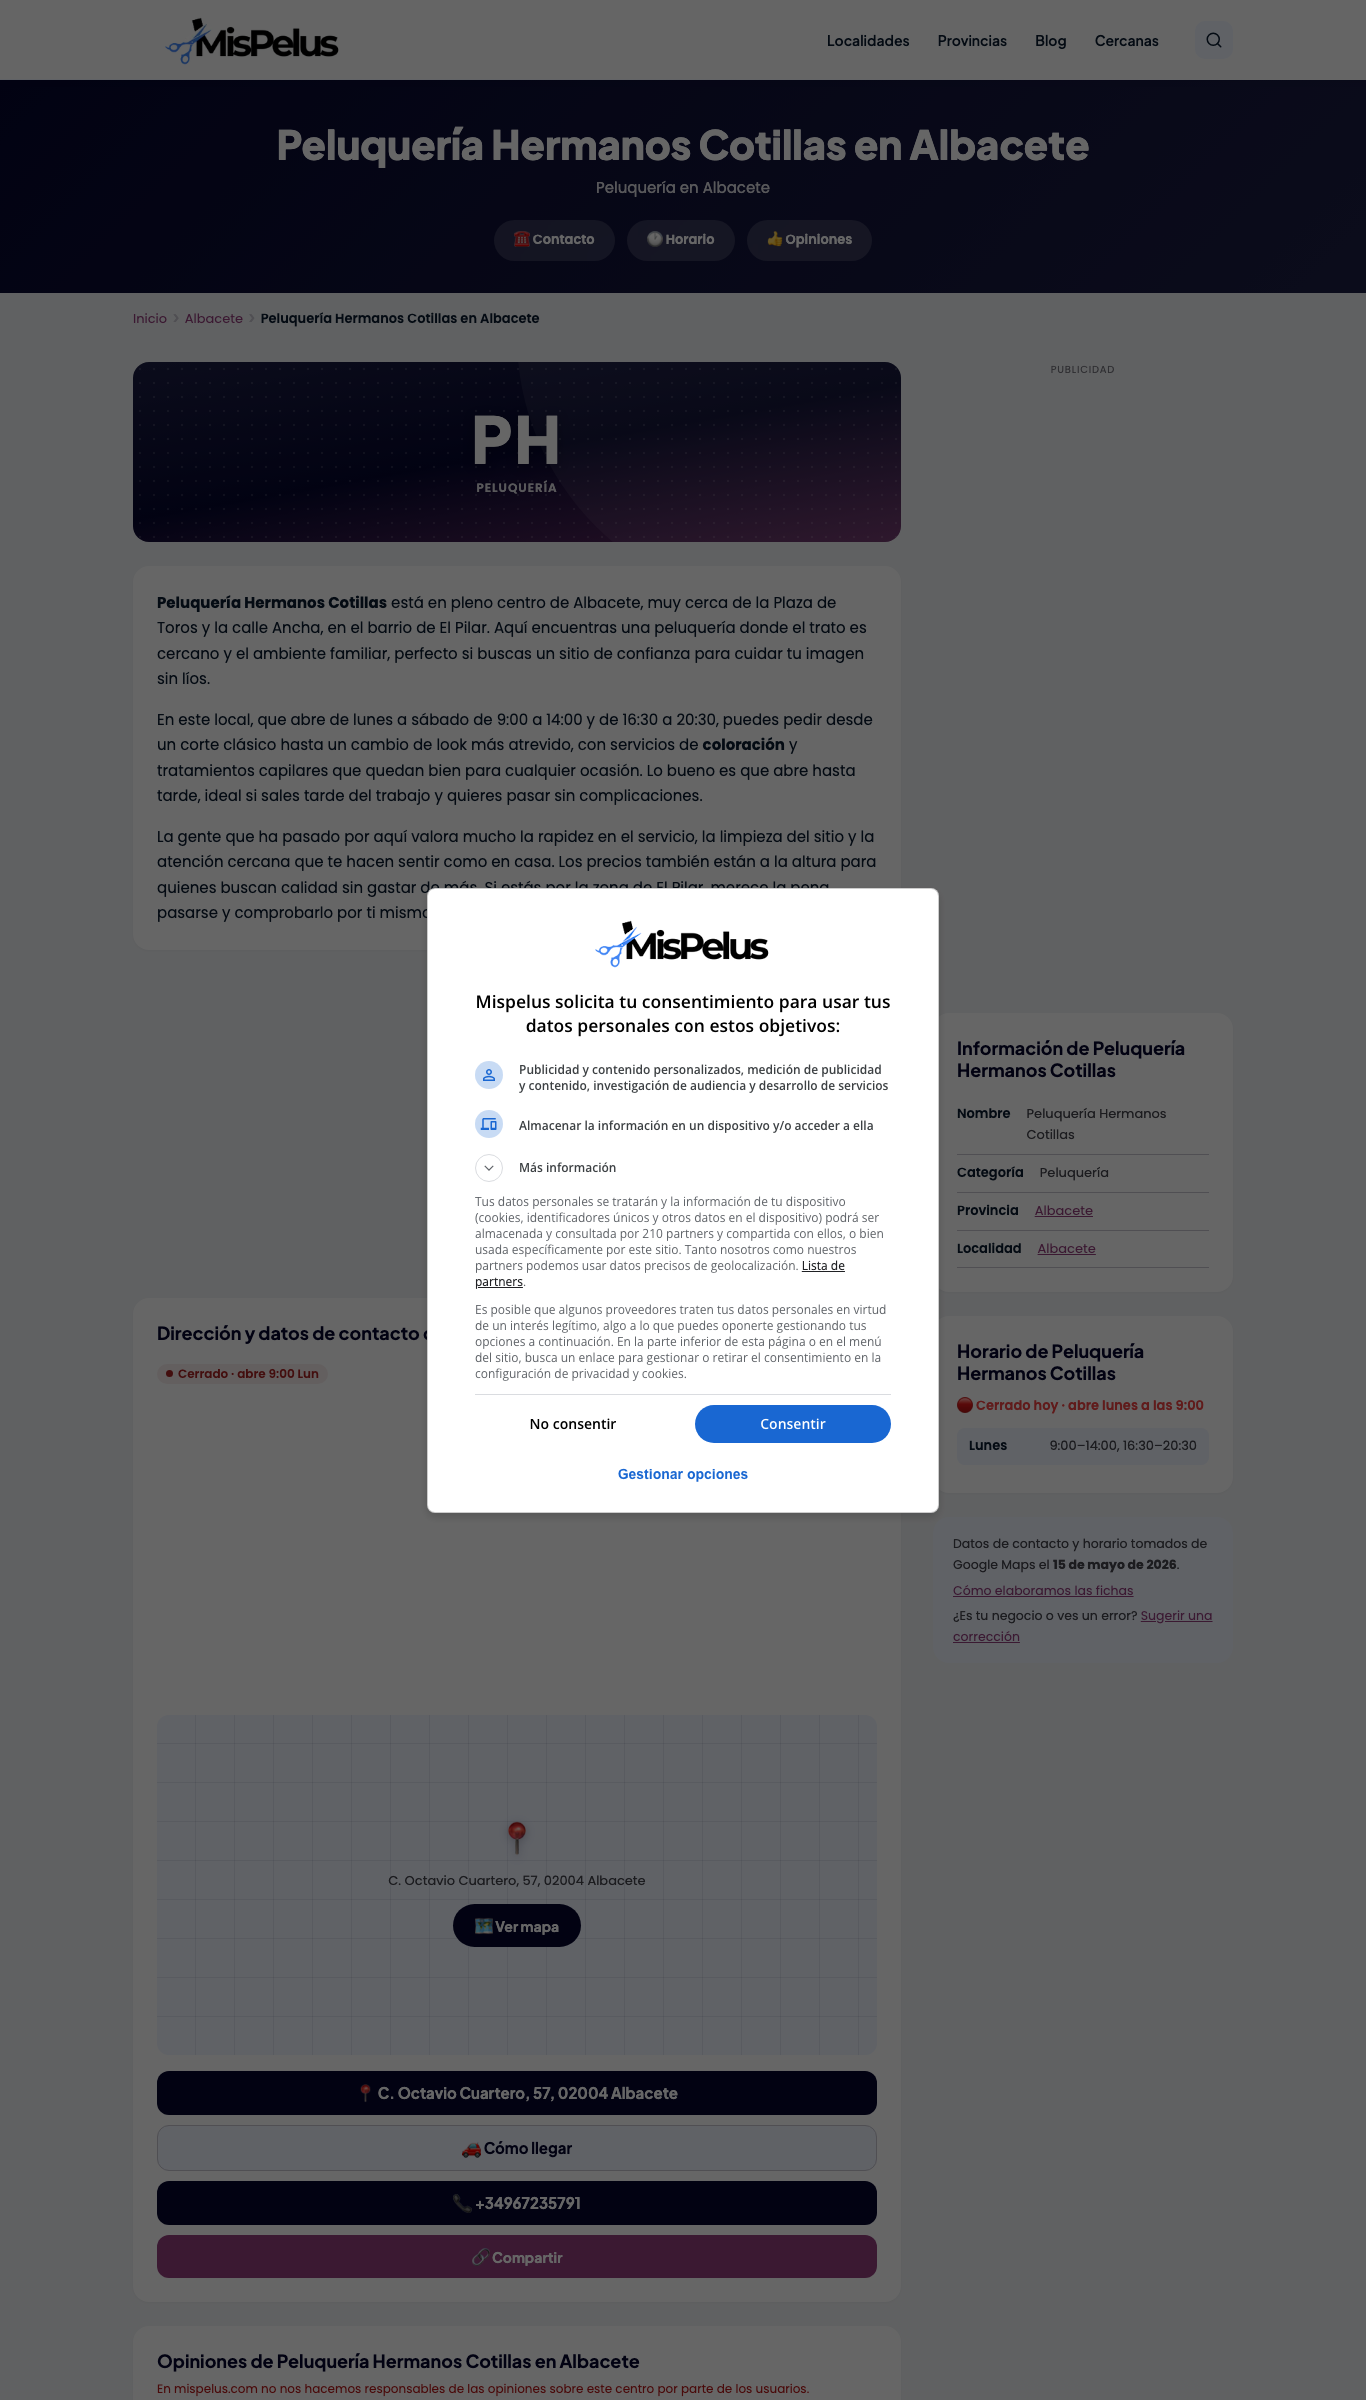 MisPelus
Localidades
Provincias
Blog
Cercanas
Peluquería Hermanos Cotillas en Albacete
Peluquería en Albacete
Contacto
Horario
Opiniones
Inicio > Albacete > Peluquería Hermanos Cotillas en Albacete
PH
PELUQUERÍA
PUBLICIDAD
Peluquería Hermanos Cotillas está en pleno centro de Albacete, muy cerca de la Plaza de
Toros y la calle Ancha, en el barrio de El Pilar. Aquí encuentras una peluquería donde el trato es
cercano y el ambiente familiar, perfecto si buscas un sitio de confianza para cuidar tu imagen
sin líos.
En este local, que abre de lunes a sábado de 9:00 a 14:00 y de 16:30 a 20:30, puedes pedir desde
un corte clásico hasta un cambio de look más atrevido, con servicios de coloración y
tratamientos capilares que quedan bien para cualquier ocasión. Lo bueno es que abre hasta
tarde, ideal si sales tarde del trabajo y quieres pasar sin complicaciones.
La gente que ha pasado por aquí valora mucho la rapidez en el servicio, la limpieza del sitio y la
atención cercana que te hacen sentir como en casa. Los precios también están a la altura para
quienes buscan calidad sin gastar de más. Si estás por la zona de El Pilar, merece la pena
pasarse y comprobarlo por ti mismo
MisPelus
Mispelus solicita tu consentimiento para usar tus
datos personales con estos objetivos:
Publicidad y contenido personalizados, medición de publicidad
y contenido, investigación de audiencia y desarrollo de servicios
Almacenar la información en un dispositivo y/o acceder a ella
Más información
Tus datos personales se tratarán y la información de tu dispositivo
(cookies, identificadores únicos y otros datos en el dispositivo) podrá ser
almacenada y consultada por 210 partners y compartida con ellos, o bien
usada específicamente por este sitio. Tanto nosotros como nuestros
partners podemos usar datos precisos de geolocalización. Lista de
partners.
Es posible que algunos proveedores traten tus datos personales en virtud
de un interés legítimo, algo a lo que puedes oponerte gestionando tus
opciones a continuación. En la parte inferior de esta página o en el menú
del sitio, busca un enlace para gestionar o retirar el consentimiento en la
configuración de privacidad y cookies.
No consentir
Consentir
Gestionar opciones
Información de Peluquería
Hermanos Cotillas
Nombre Peluquería Hermanos
Cotillas
Categoría Peluquería
Provincia Albacete
Localidad Albacete
Horario de Peluquería
Hermanos Cotillas
Cerrado hoy · abre lunes a las 9:00
Lunes 9:00–14:00, 16:30–20:30
Datos de contacto y horario tomados de
Google Maps el 15 de mayo de 2026.
Cómo elaboramos las fichas
¿Es tu negocio o ves un error? Sugerir una
corrección
Dirección y datos de contacto
Cerrado · abre 9:00 Lun
C. Octavio Cuartero, 57, 02004 Albacete
Ver mapa
C. Octavio Cuartero, 57, 02004 Albacete
Cómo llegar
+34967235791
Compartir
Opiniones de Peluquería Hermanos Cotillas en Albacete
En mispelus.com no nos hacemos responsables de las opiniones sobre este centro por parte de los usuarios.